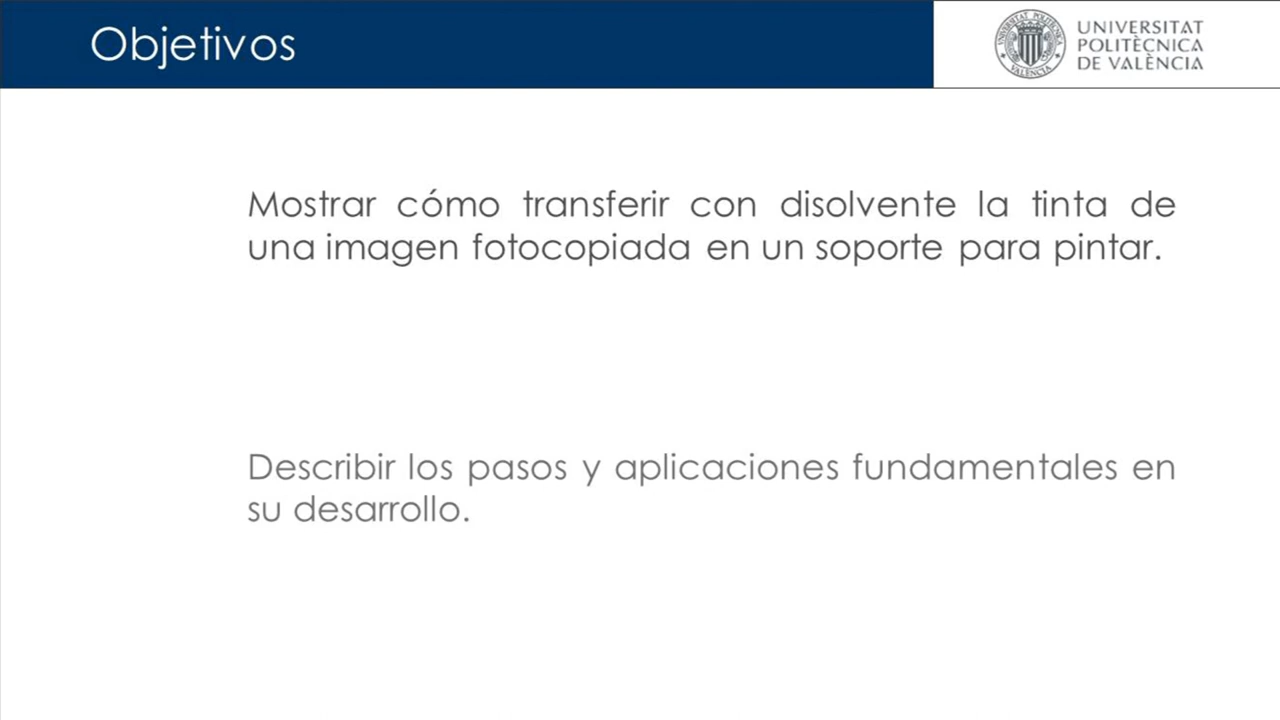 Objetivos
UNIVERSITAT
POLITÈCNICA
DE VALÈNCIA
Mostrar cómo transferir con disolvente la tinta de
una imagen fotocopiada en un soporte para pintar.
Describir los pasos y aplicaciones fundamentales en
su desarrollo.